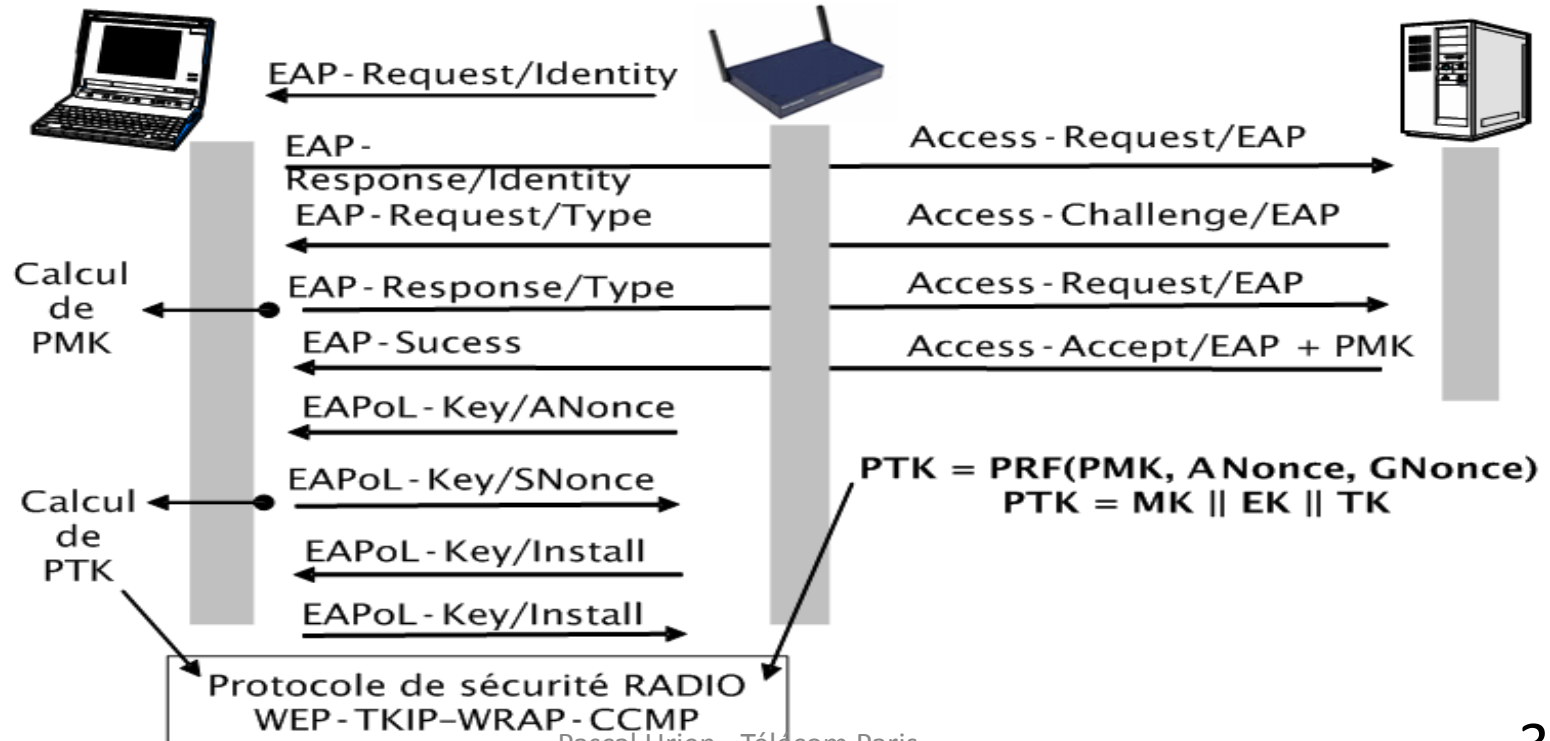 EAP-Request/Identity
EAP-
Response/Identity
Access-Request/EAP
EAP-Request/Type
Access-Challenge/EAP
Calcul
de
PMK
EAP-Response/Type
Access-Request/EAP
EAP-Sucess
Access-Accept/EAP + PMK
EAPoL-Key/ANonce
EAPoL-Key/SNonce
PTK = PRF(PMK, ANonce, GNonce)
PTK = MK || EK || TK
Calcul
de
PTK
EAPoL-Key/Install
EAPoL-Key/Install
Protocole de sécurité RADIO
WEP-TKIP–WRAP-CCMP
Pascal Urien - Télécom Paris